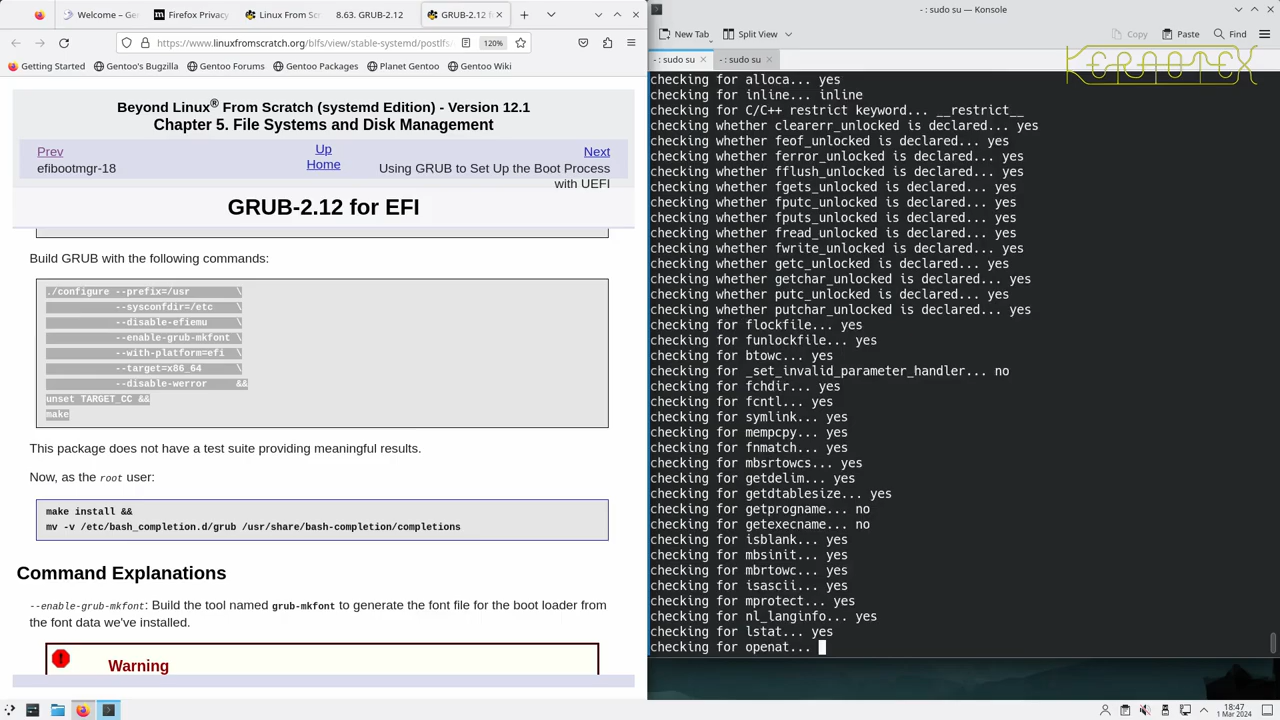 Welcome – Ge
Firefox Privacy
Linux From Scr
8.63. GRUB-2.12
GRUB-2.12 f
https://www.linuxfromscratch.org/blfs/view/stable-systemd/postlfs
120%
Getting Started
Gentoo's Bugzilla
Gentoo Forums
Gentoo Packages
Planet Gentoo
Gentoo Wiki
Beyond Linux® From Scratch (systemd Edition) - Version 12.1
Chapter 5. File Systems and Disk Management
Prev
efibootmgr-18
Up
Home
Next
Using GRUB to Set Up the Boot Process
with UEFI
GRUB-2.12 for EFI
Build GRUB with the following commands:
./configure --prefix=/usr \
--sysconfdir=/etc \
--disable-efiemu \
--enable-grub-mkfont \
--with-platform=efi \
--target=x86_64 \
--disable-werror &&
unset TARGET_CC &&
make
This package does not have a test suite providing meaningful results.
Now, as the root user:
make install &&
mv -v /etc/bash_completion.d/grub /usr/share/bash-completion/completions
Command Explanations
--enable-grub-mkfont: Build the tool named grub-mkfont to generate the font file for the boot loader from
the font data we've installed.
Warning
- : sudo su — Konsole
New Tab
Split View
Copy
Paste
Find
- : sudo su
- : sudo su
KERNOTEX
checking for alloca... yes
checking for inline... inline
checking for C/C++ restrict keyword... __restrict__
checking whether clearerr_unlocked is declared... yes
checking whether feof_unlocked is declared... yes
checking whether ferror_unlocked is declared... yes
checking whether fflush_unlocked is declared... yes
checking whether fgets_unlocked is declared... yes
checking whether fputc_unlocked is declared... yes
checking whether fputs_unlocked is declared... yes
checking whether fread_unlocked is declared... yes
checking whether fwrite_unlocked is declared... yes
checking whether getc_unlocked is declared... yes
checking whether getchar_unlocked is declared... yes
checking whether putc_unlocked is declared... yes
checking whether putchar_unlocked is declared... yes
checking for flockfile... yes
checking for funlockfile... yes
checking for btowc... yes
checking for _set_invalid_parameter_handler... no
checking for fchdir... yes
checking for fcntl... yes
checking for symlink... yes
checking for mempcpy... yes
checking for fnmatch... yes
checking for mbsrtowcs... yes
checking for getdelim... yes
checking for getdtablesize... yes
checking for getprogname... no
checking for getexecname... no
checking for isblank... yes
checking for mbsinit... yes
checking for mbrtowc... yes
checking for isascii... yes
checking for mprotect... yes
checking for nl_langinfo... yes
checking for lstat... yes
checking for openat...
18:47
1 Mar 2024